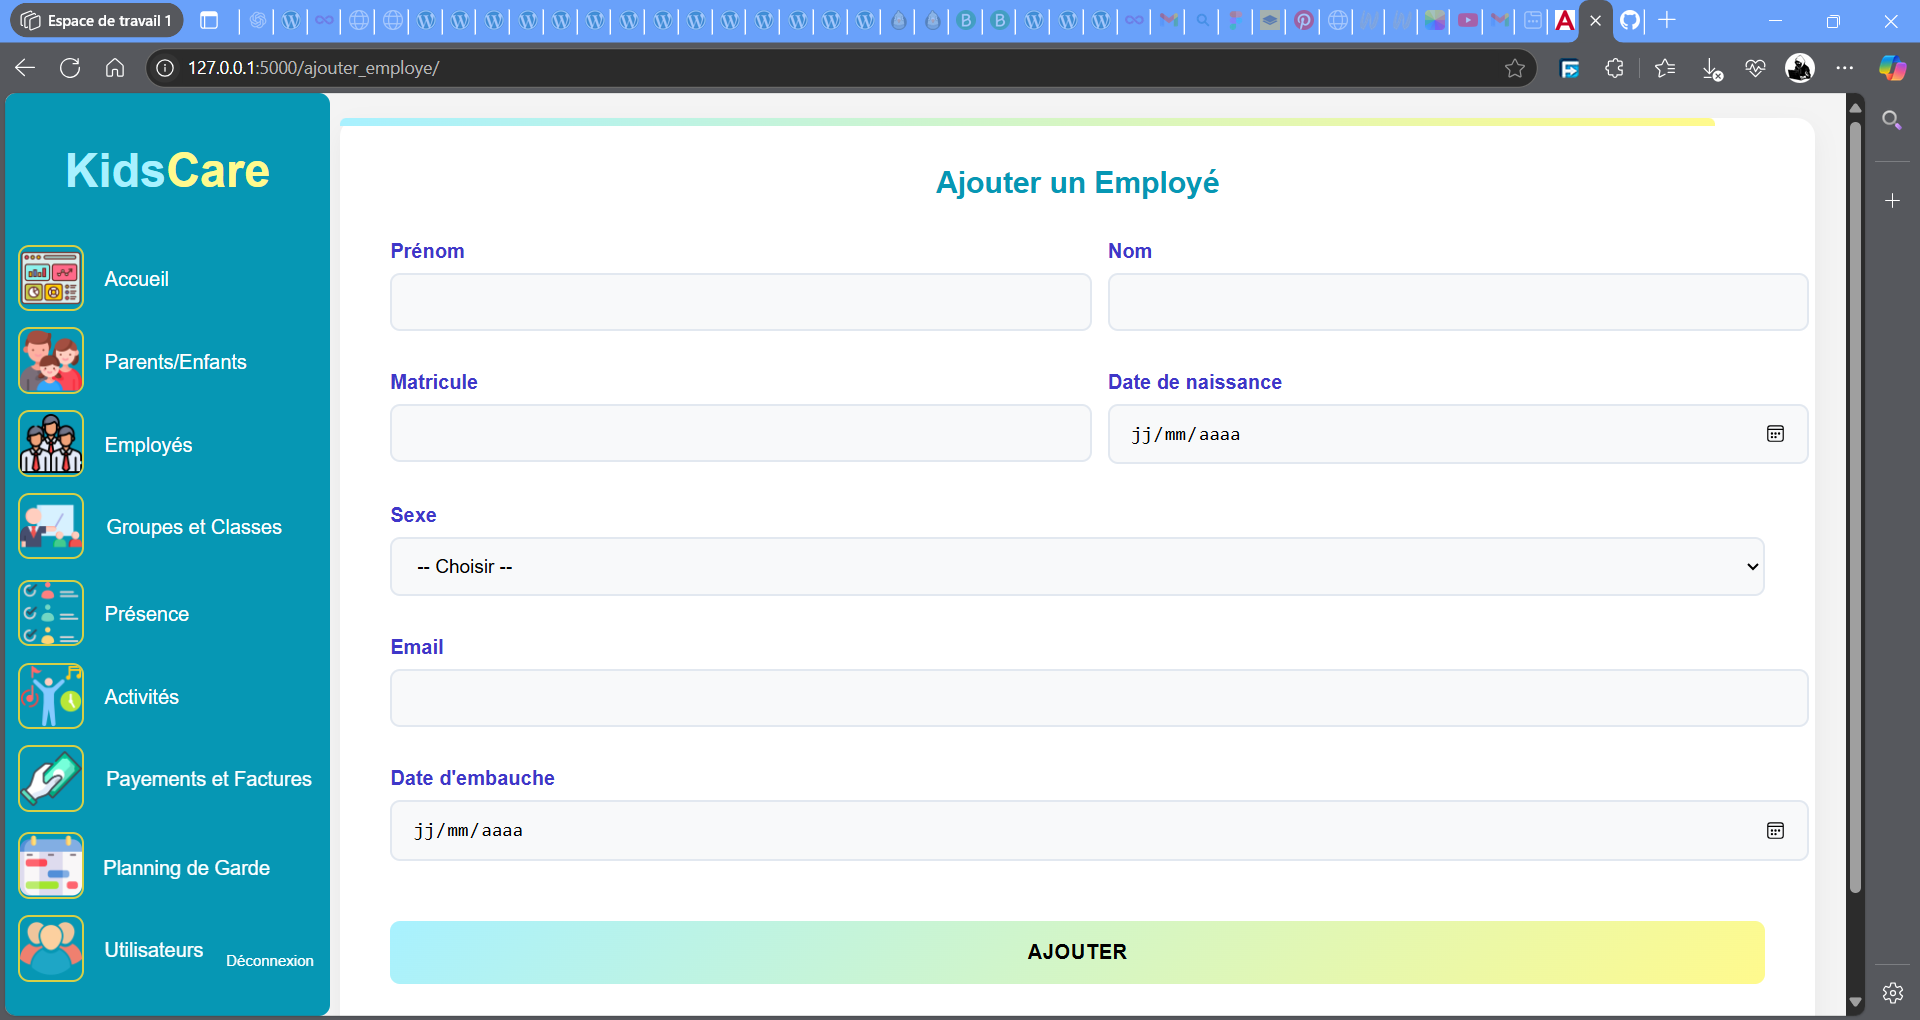 Espace de travail 1
127.0.0.1:5000/ajouter_employe/
KidsCare
Accueil
Parents/Enfants
Employés
Groupes et Classes
Présence
Activités
Payements et Factures
Planning de Garde
Utilisateurs
Déconnexion
Ajouter un Employé
Prénom
Nom
Matricule
Date de naissance
jj/mm/aaaa
Sexe
-- Choisir --
Email
Date d'embauche
jj/mm/aaaa
AJOUTER